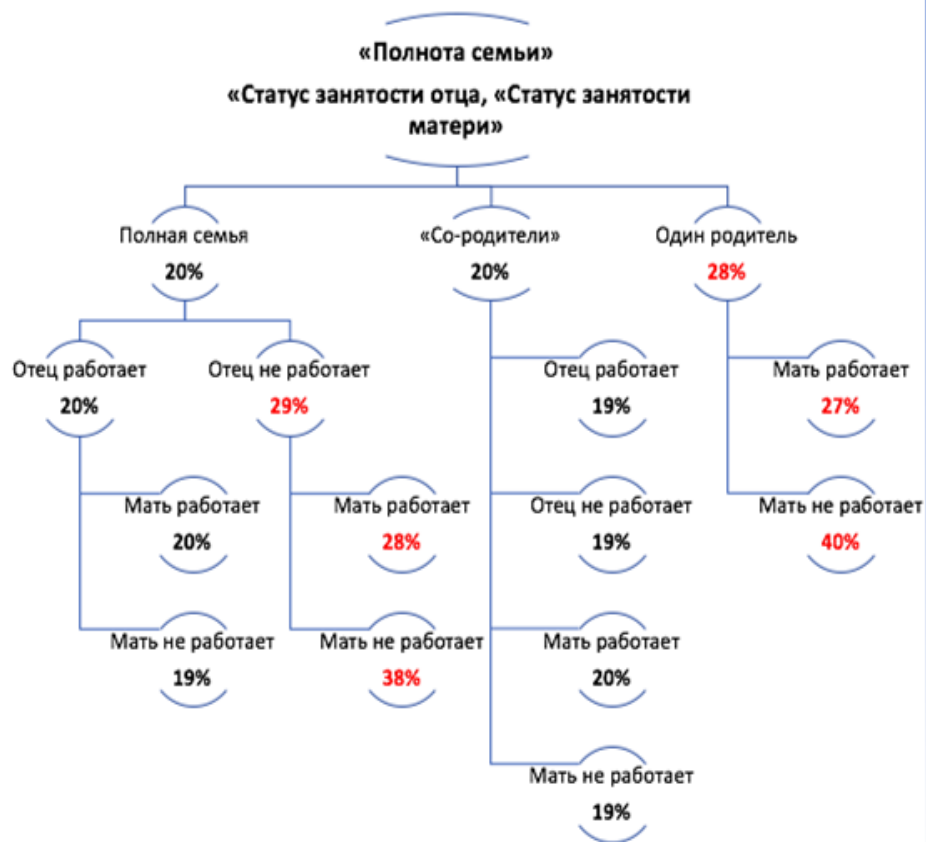 «Полнота семьи»
«Статус занятости отца, «Статус занятости
матери»
Полная семья
20%
«Со-родители»
20%
Один родитель
28%
Отец работает
20%
Отец не работает
29%
Отец работает
19%
Мать работает
27%
Мать работает
20%
Мать работает
28%
Отец не работает
19%
Мать не работает
40%
Мать не работает
19%
Мать не работает
38%
Мать работает
20%
Мать не работает
19%